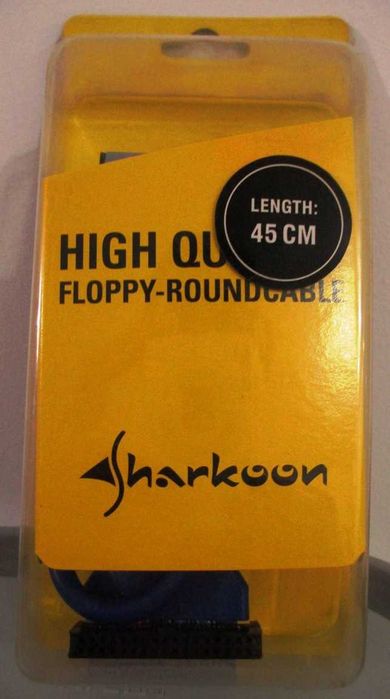 LENGTH:
45 CM
HIGH QU
FLOPPY-ROUNDCABLE
Sharkoon